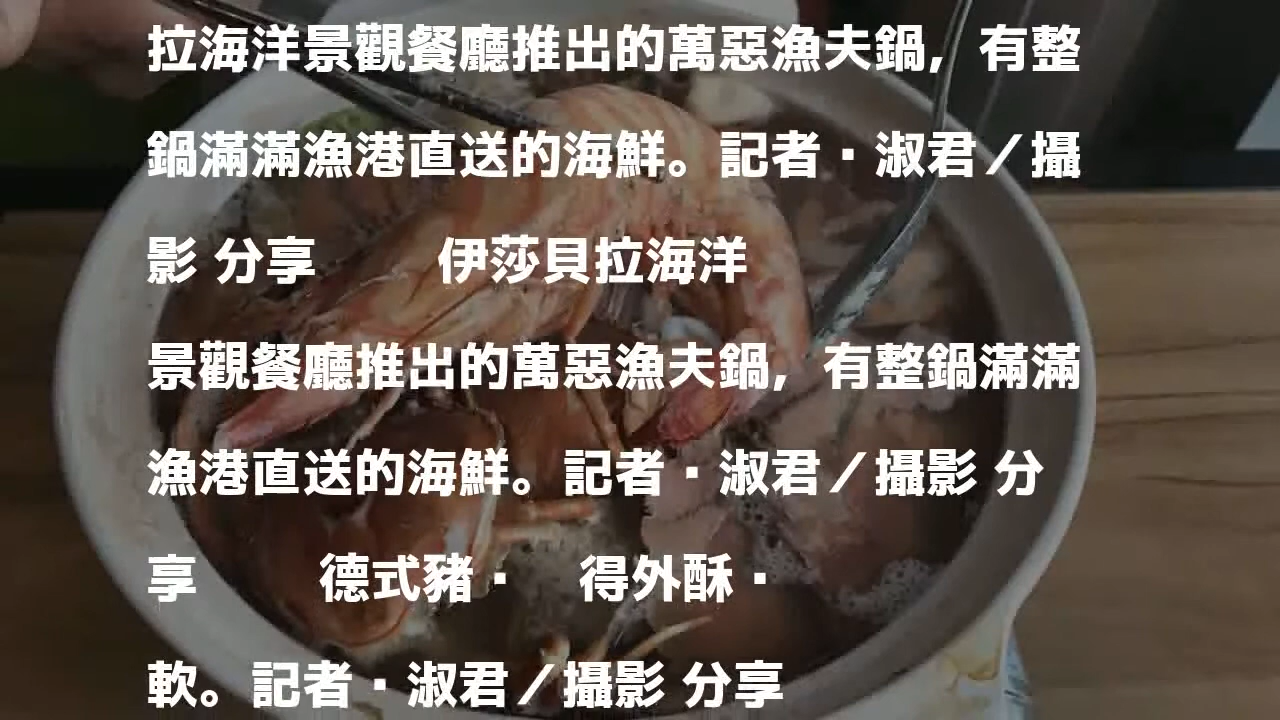 拉海洋景觀餐廳推出的萬惡漁夫鍋，有整
鍋滿滿漁港直送的海鮮。記者▪淑君／攝
影 分享 伊莎貝拉海洋
景觀餐廳推出的萬惡漁夫鍋，有整鍋滿滿
漁港直送的海鮮。記者▪淑君／攝影 分
享 德式豬▪ 得外酥▪
軟。記者▪淑君／攝影 分享